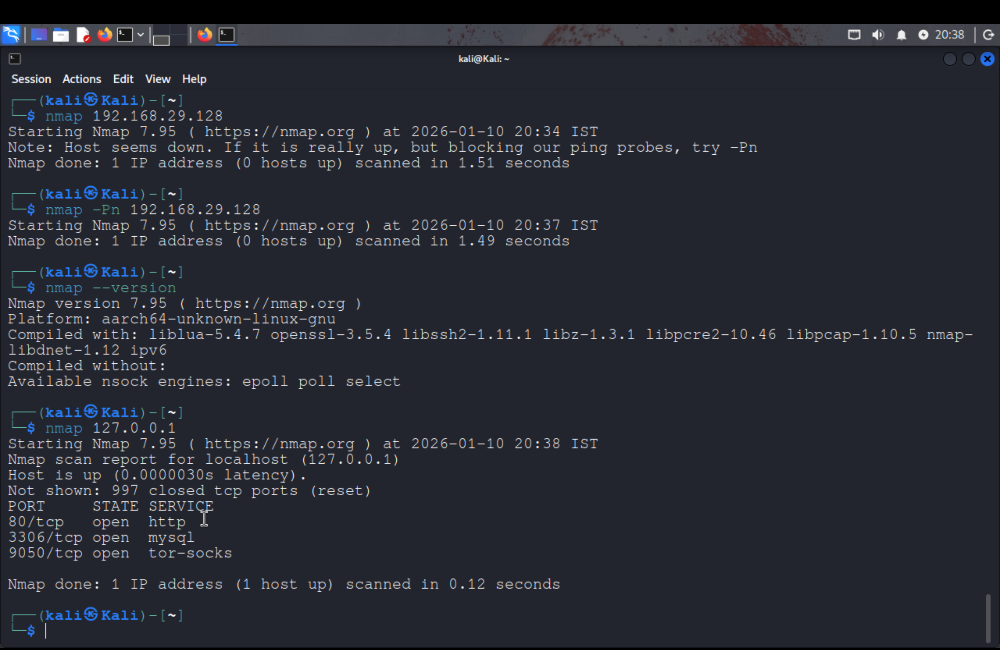 20:38
kali@Kali: ~
Session Actions Edit View Help
┌──(kali㉿Kali)-[~]
└─$ nmap 192.168.29.128
Starting Nmap 7.95 ( https://nmap.org ) at 2026-01-10 20:34 IST
Note: Host seems down. If it is really up, but blocking our ping probes, try -Pn
Nmap done: 1 IP address (0 hosts up) scanned in 1.51 seconds
┌──(kali㉿Kali)-[~]
└─$ nmap -Pn 192.168.29.128
Starting Nmap 7.95 ( https://nmap.org ) at 2026-01-10 20:37 IST
Nmap done: 1 IP address (0 hosts up) scanned in 1.49 seconds
┌──(kali㉿Kali)-[~]
└─$ nmap --version
Nmap version 7.95 ( https://nmap.org )
Platform: aarch64-unknown-linux-gnu
Compiled with: liblua-5.4.7 openssl-3.5.4 libssh2-1.11.1 libz-1.3.1 libpcre2-10.46 libpcap-1.10.5 nmap-
libdnet-1.12 ipv6
Compiled without:
Available nsock engines: epoll poll select
┌──(kali㉿Kali)-[~]
└─$ nmap 127.0.0.1
Starting Nmap 7.95 ( https://nmap.org ) at 2026-01-10 20:38 IST
Nmap scan report for localhost (127.0.0.1)
Host is up (0.0000030s latency).
Not shown: 997 closed tcp ports (reset)
PORT     STATE SERVICE
80/tcp   open  http
3306/tcp open  mysql
9050/tcp open  tor-socks
Nmap done: 1 IP address (1 host up) scanned in 0.12 seconds
┌──(kali㉿Kali)-[~]
└─$